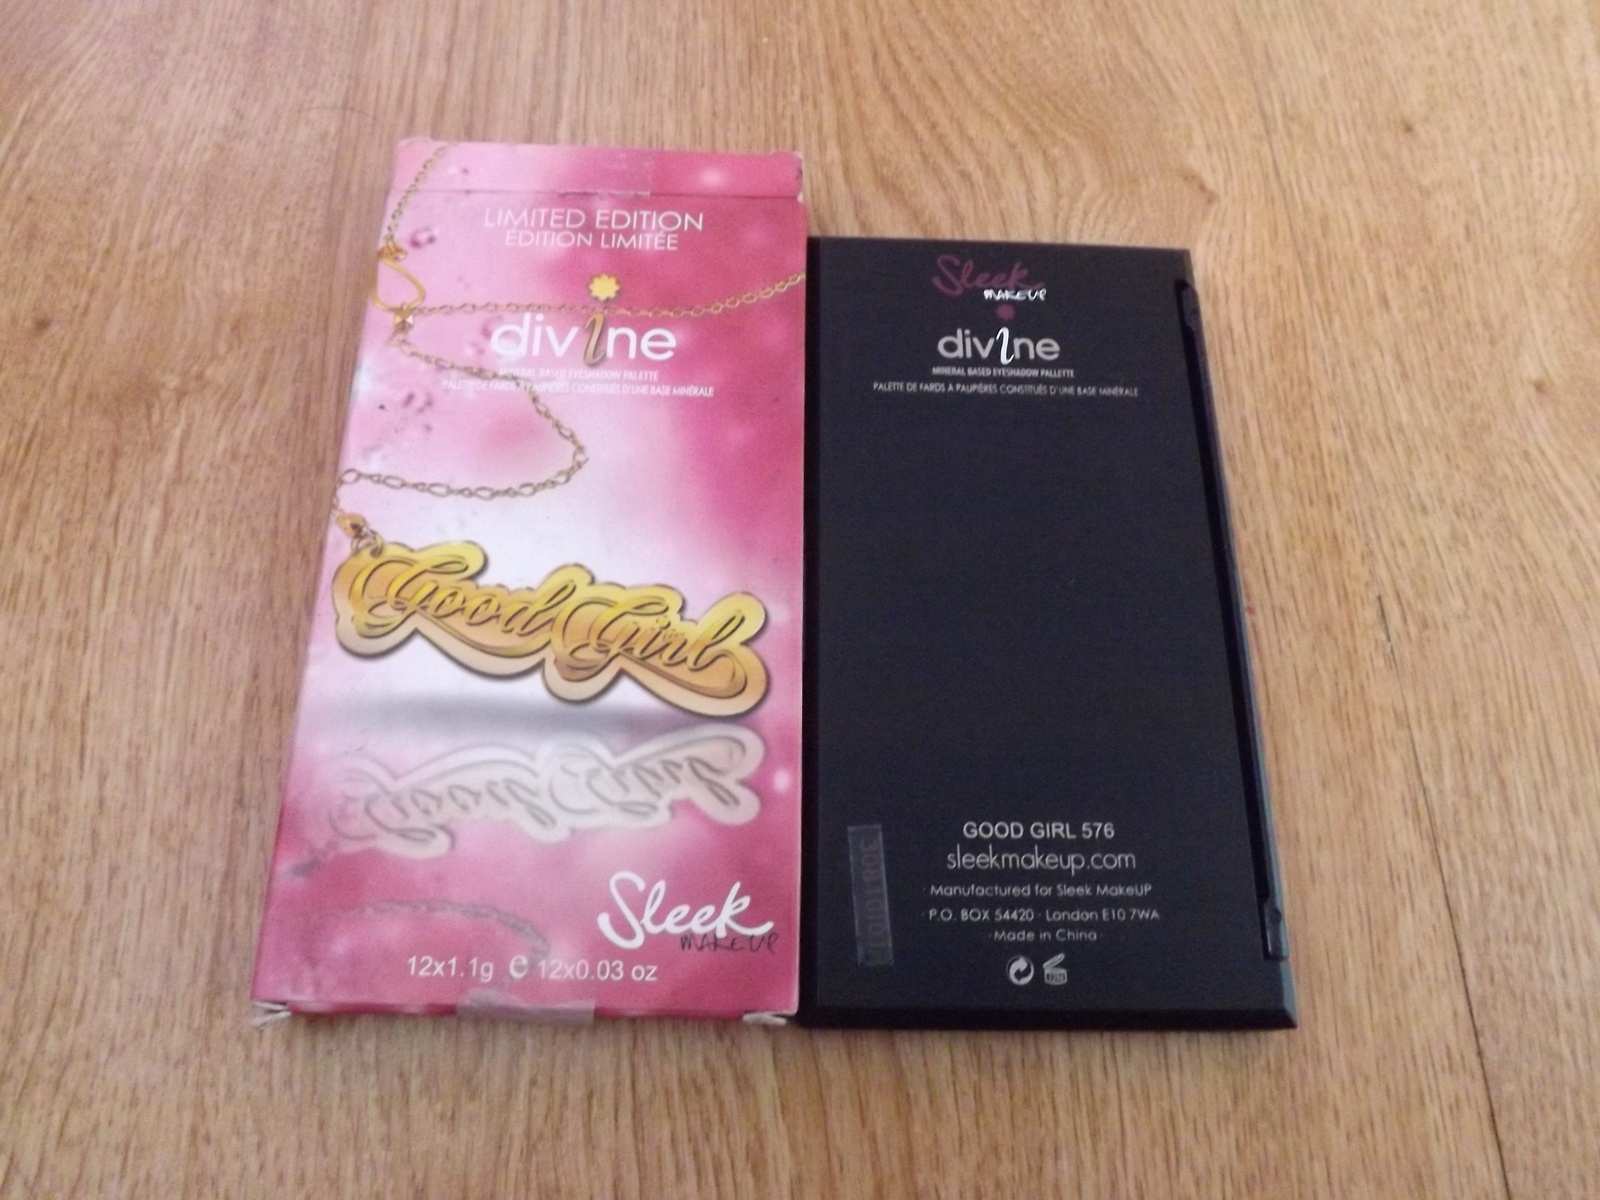 LIMITED EDITION
ÉDITION LIMITÉE
divine
MINERAL BASED EYESHADOW PALETTE
PALETTE DE FARDS À PAUPIÈRES CONSTITUÉS D'UNE BASE MINÉRALE
Good Girl
Sleek
MAKEUP
12x1.1g e 12x0.03 oz
Sleek
MAKEUP
divine
MINERAL BASED EYESHADOW PALLETTE
PALETTE DE FARDS À PAUPIÈRES CONSTITUÉS D'UNE BASE MINÉRALE
GOOD GIRL 576
sleekmakeup.com
Manufactured for Sleek MakeUP
P.O. BOX 54420 · London E10 7WA
·Made in China·